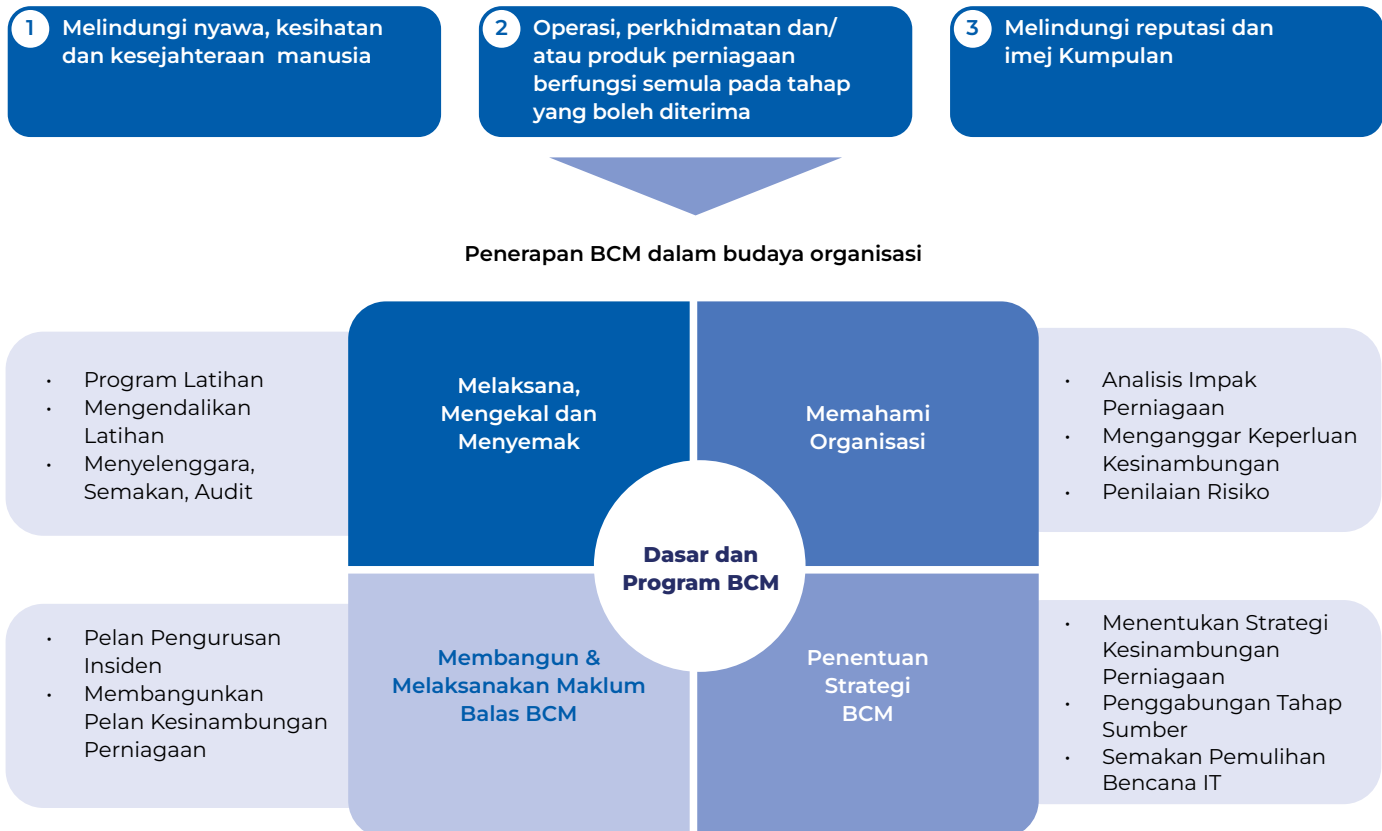 1
Melindungi nyawa, kesihatan
dan kesejahteraan manusia
2
Operasi, perkhidmatan dan/
atau produk perniagaan
berfungsi semula pada tahap
yang boleh diterima
3
Melindungi reputasi dan
imej Kumpulan
Penerapan BCM dalam budaya organisasi
• Program Latihan
• Mengendalikan
Latihan
• Menyelenggara,
Semakan, Audit
Melaksana,
Mengekal dan
Menyemak
Memahami
Organisasi
• Analisis Impak
Perniagaan
• Menganggar Keperluan
Kesinambungan
• Penilaian Risiko
Dasar dan
Program BCM
• Pelan Pengurusan
Insiden
• Membangunkan
Pelan Kesinambungan
Perniagaan
Membangun &
Melaksanakan Maklum
Balas BCM
Penentuan
Strategi
BCM
• Menentukan Strategi
Kesinambungan
Perniagaan
• Penggabungan Tahap
Sumber
• Semakan Pemulihan
Bencana IT